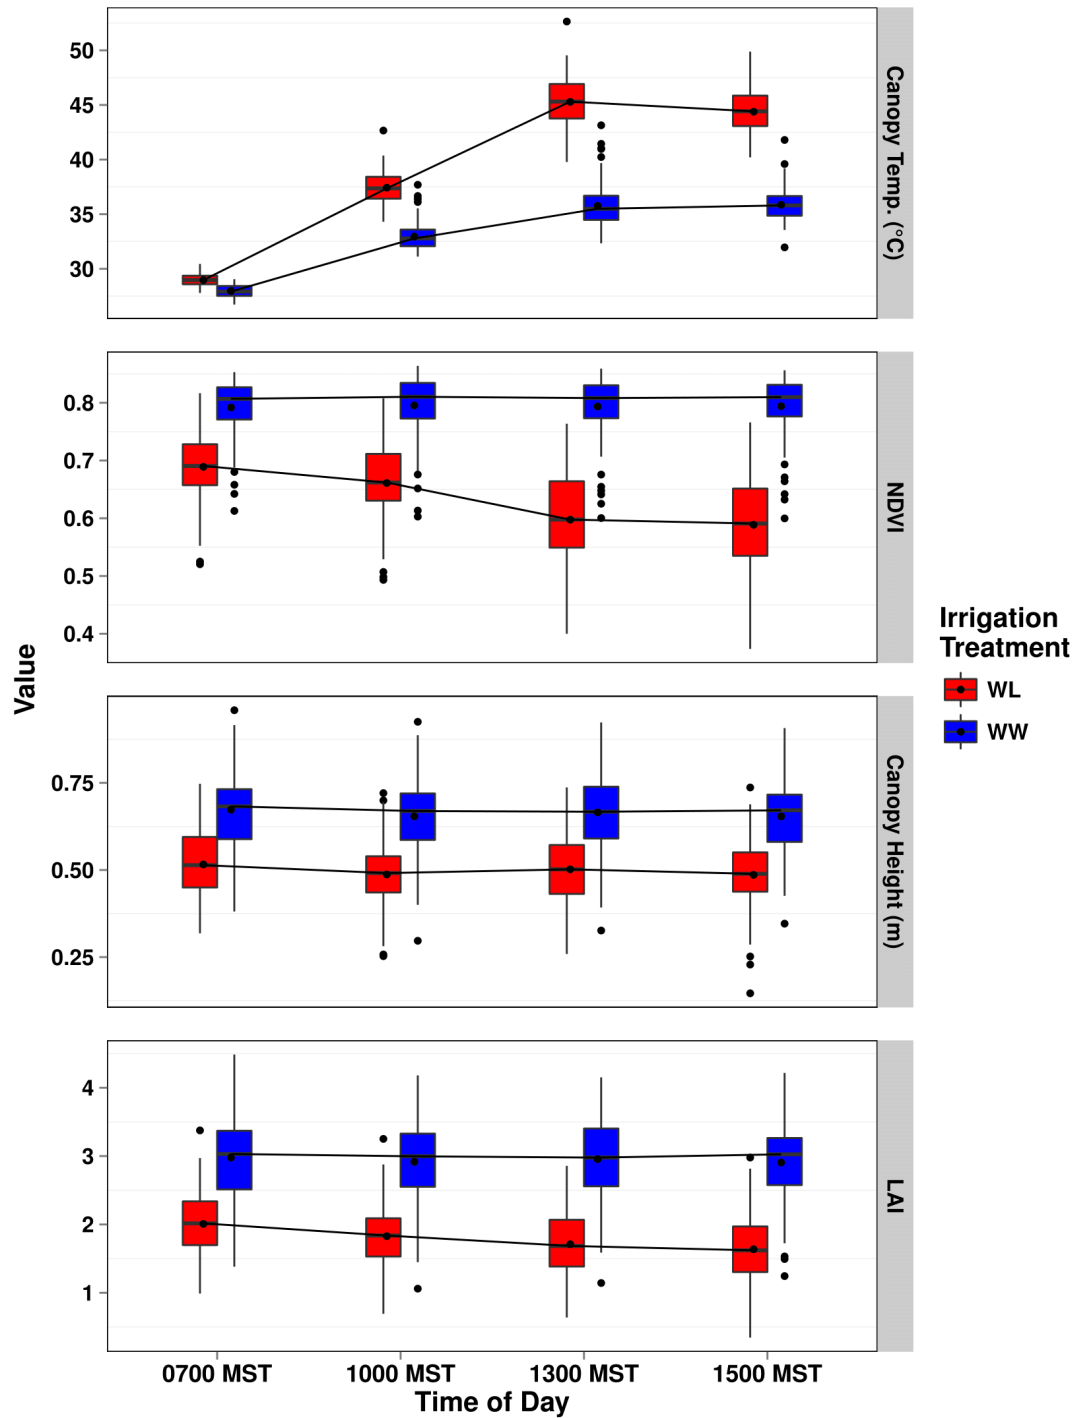 50
45
40
35
30
Canopy Temp. (°C)
0.8
0.7
0.6
0.5
0.4
NDVI
Value
Irrigation
Treatment
WL
WW
0.75
0.50
0.25
Canopy Height (m)
4
3
2
1
LAI
0700 MST
1000 MST
1300 MST
1500 MST
Time of Day